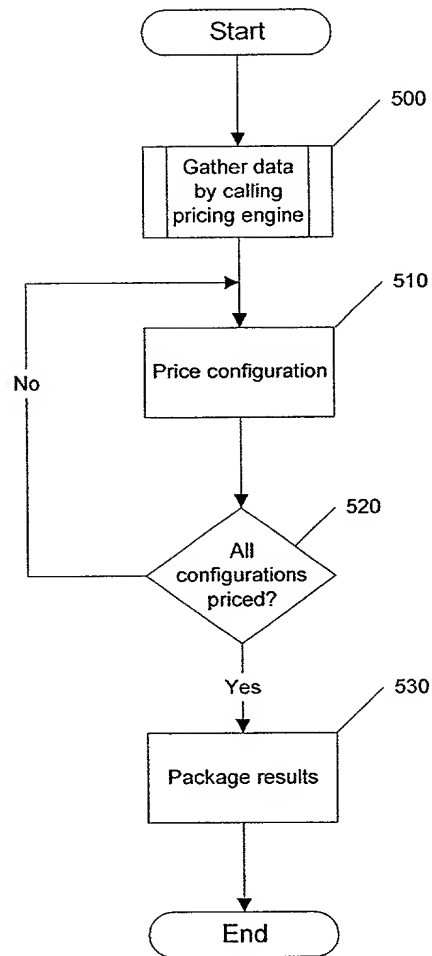 Start
500
Gather data
by calling
pricing engine
510
Price configuration
No
520
All
configurations
priced?
Yes
530
Package results
End